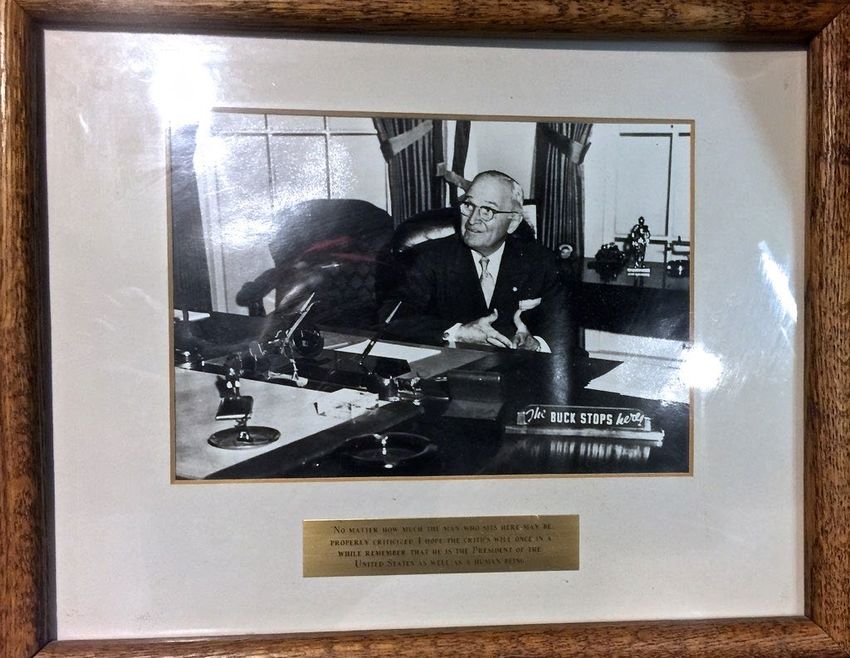 The BUCK STOPS here!
NO MATTER HOW MUCH THE MAN WHO SITS HERE MAY BE
PROPERLY CRITICIZED I HOPE THE CRITICS WILL ONCE IN A
WHILE REMEMBER THAT HE IS THE PRESIDENT OF THE
UNITED STATES AS WELL AS A HUMAN BEING